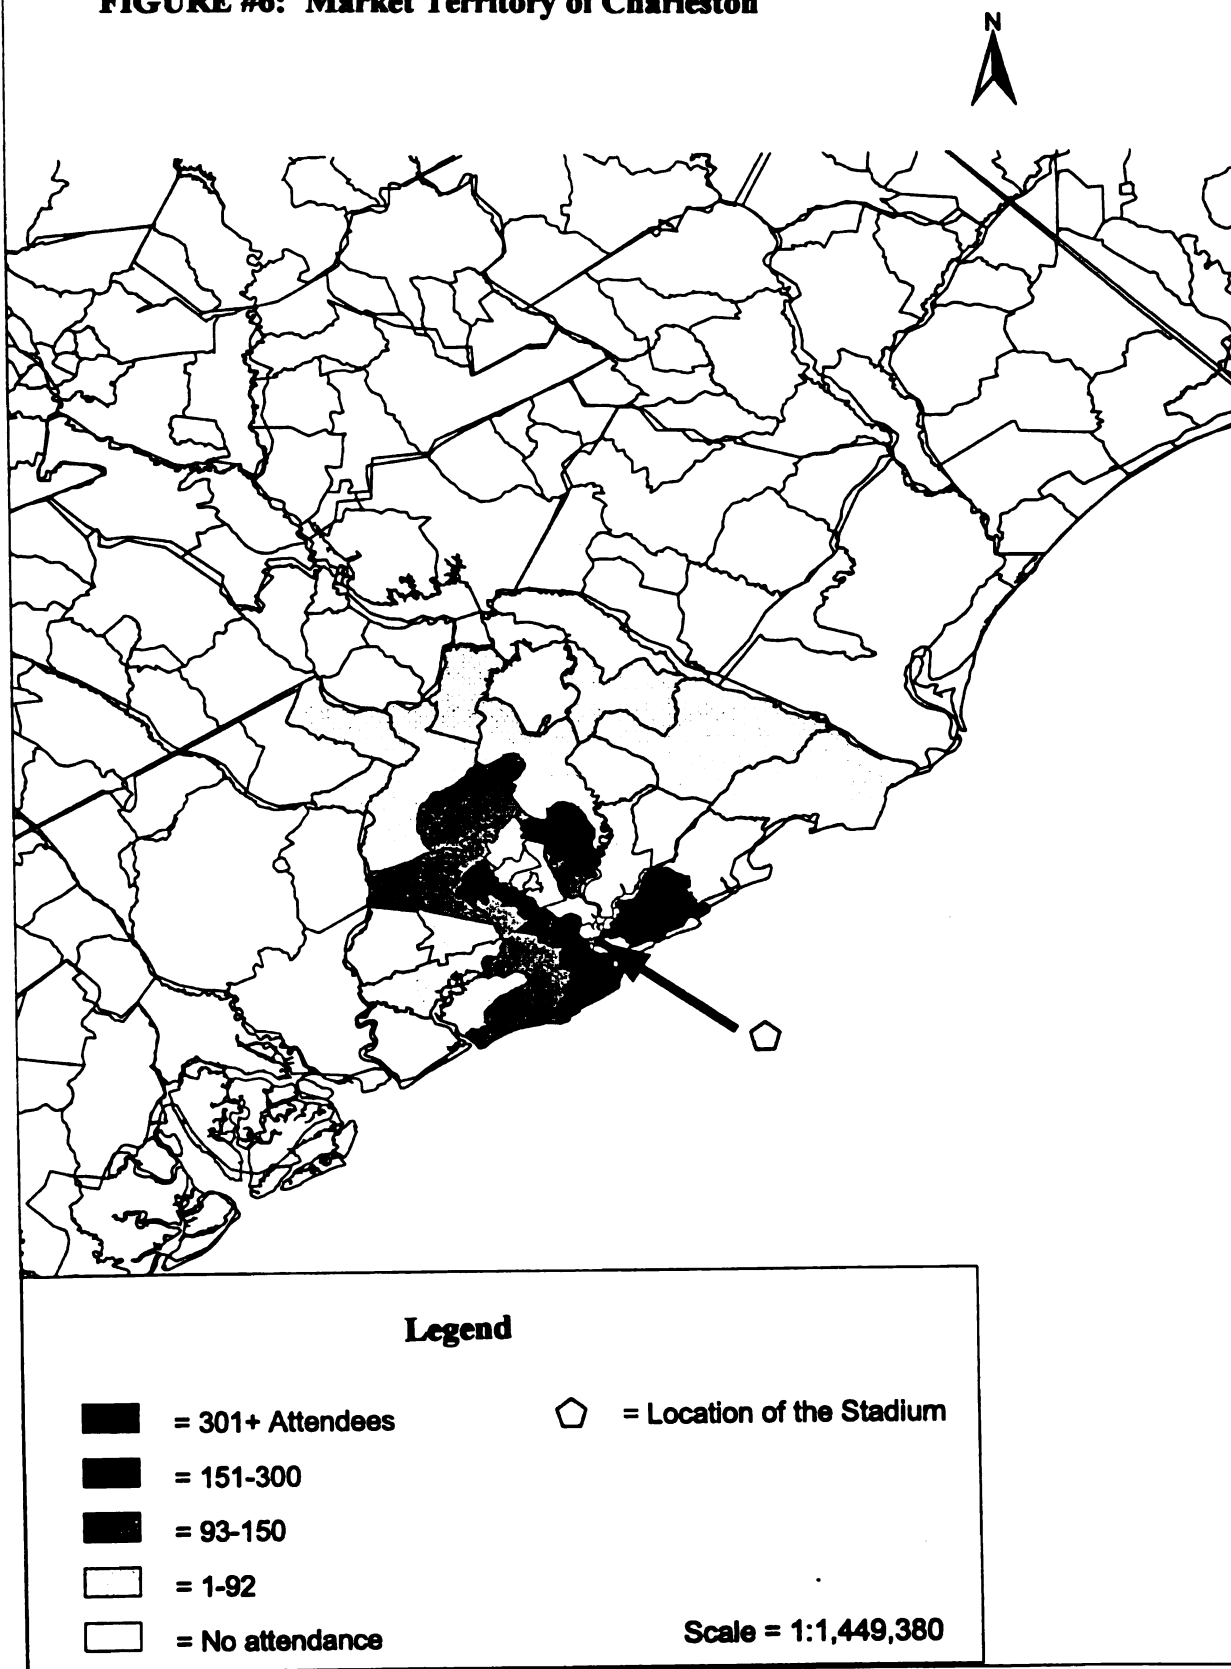 FIGURE #6: Market Territory of Charleston
N
Legend
= 301+ Attendees
= 151-300
= 93-150
= 1-92
= No attendance
= Location of the Stadium
Scale = 1:1,449,380